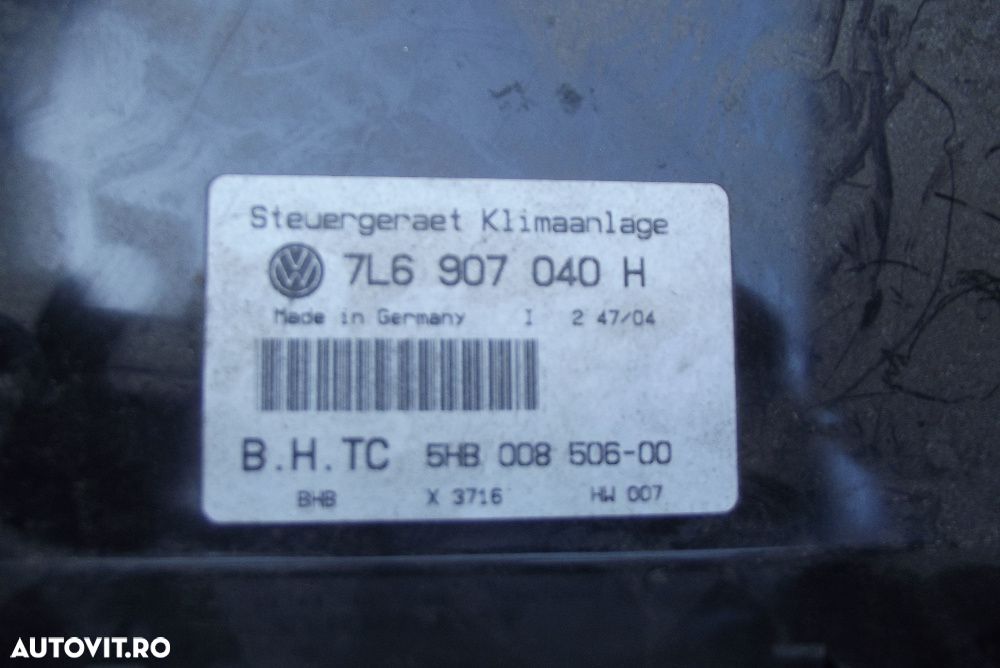 Steuergeraet Klimaanlage
7L6 907 040 H
Made in Germany I 2 47/04
B.H.TC 5HB 008 506-00
BHB X 3716 HW 007
AUTOVIT.RO